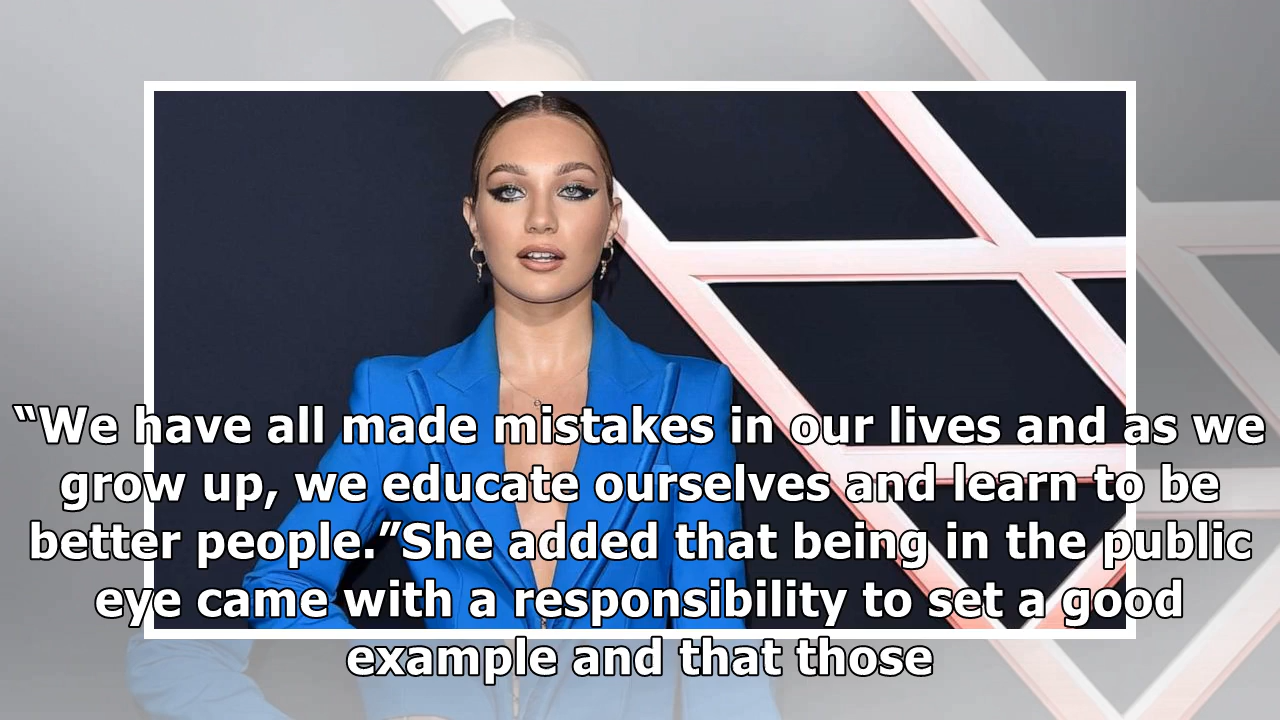 “We have all made mistakes in our lives and as we
grow up, we educate ourselves and learn to be
better people.”She added that being in the public
eye came with a responsibility to set a good
example and that those